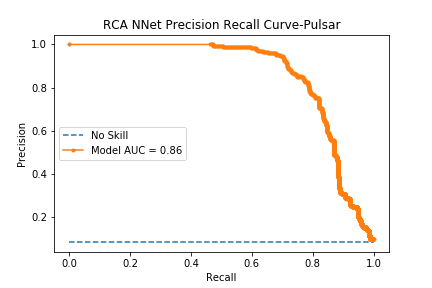 RCA NNet Precision Recall Curve-Pulsar
Precision
1.0
0.8
0.6
0.4
0.2
No Skill
Model AUC = 0.86
0.0 0.2 0.4 0.6 0.8 1.0
Recall